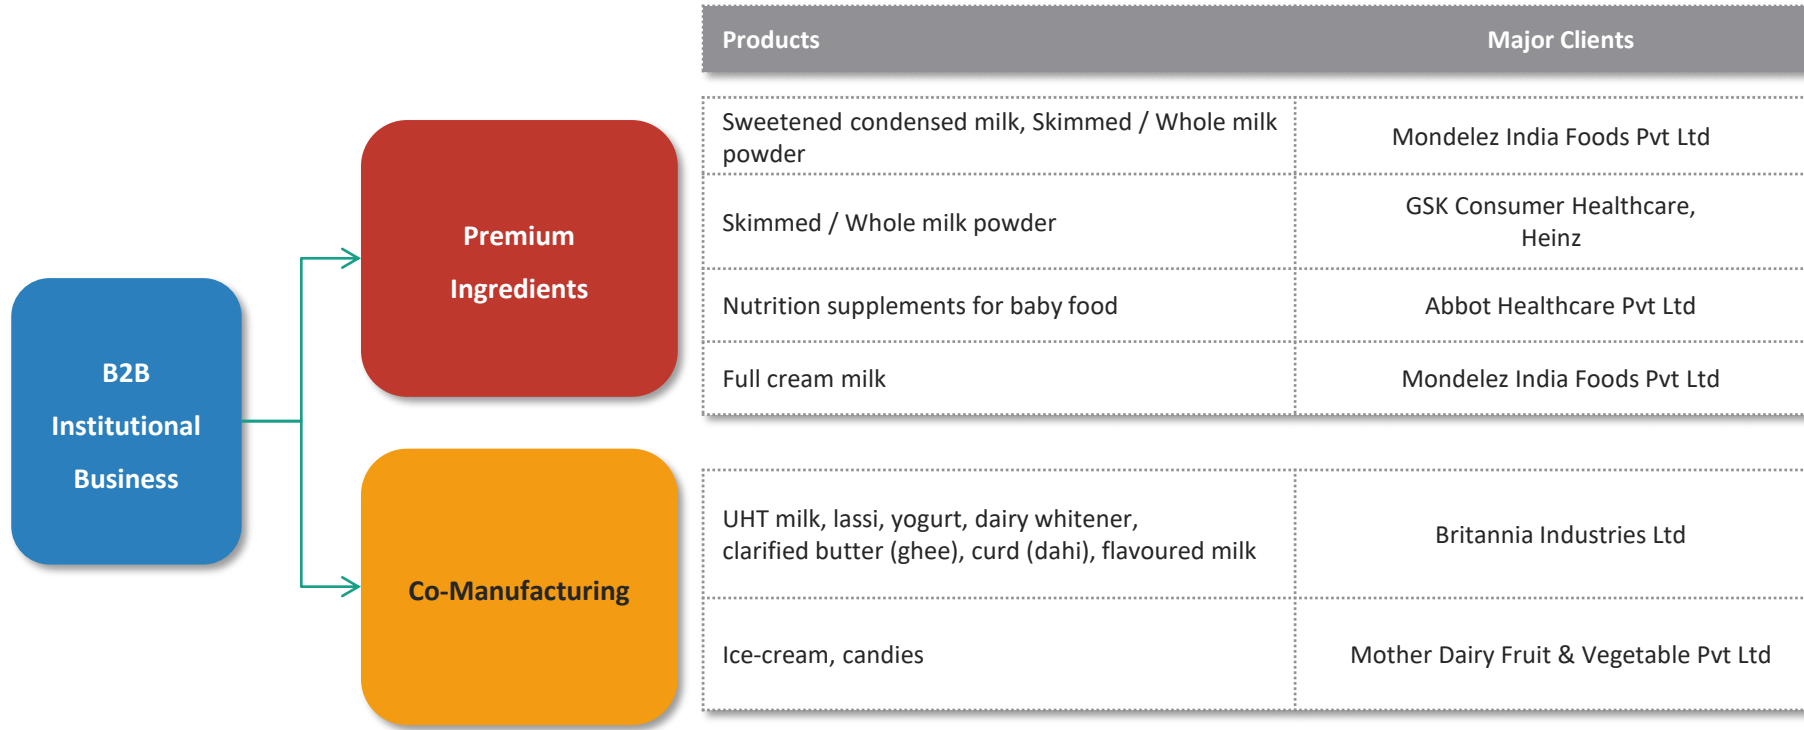 Products
Major Clients
B2B
Institutional
Business
Premium
Ingredients
Sweetened condensed milk, Skimmed / Whole milk
powder
Mondelez India Foods Pvt Ltd
Skimmed / Whole milk powder
GSK Consumer Healthcare,
Heinz
Nutrition supplements for baby food
Abbot Healthcare Pvt Ltd
Full cream milk
Mondelez India Foods Pvt Ltd
Co-Manufacturing
UHT milk, lassi, yogurt, dairy whitener,
clarified butter (ghee), curd (dahi), flavoured milk
Britannia Industries Ltd
Ice-cream, candies
Mother Dairy Fruit & Vegetable Pvt Ltd